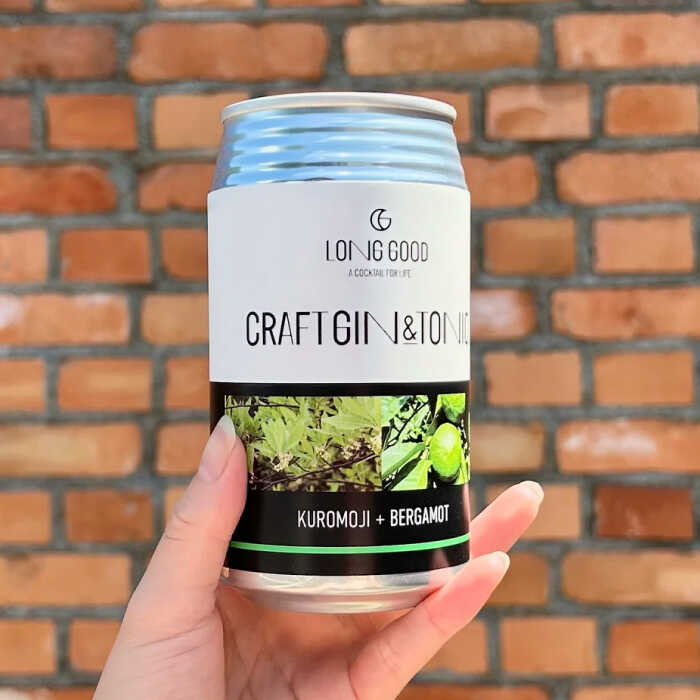 LONG GOOD
A COCKTAIL FOR LIFE
CRAFT GIN & TONIC
KUROMOJI + BERGAMOT